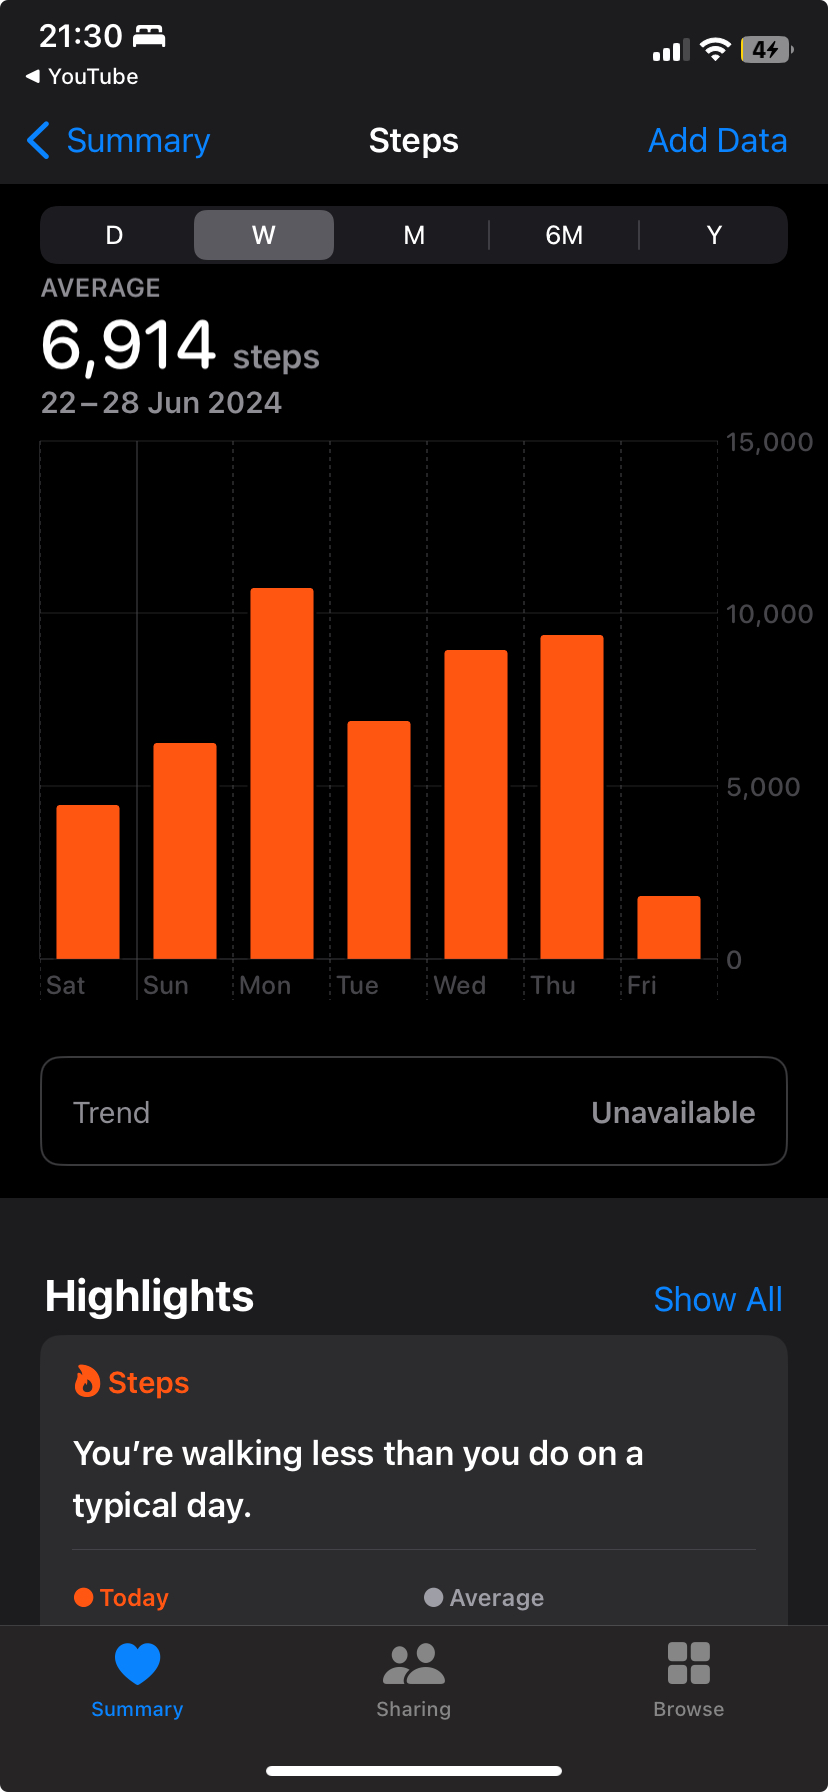 21:30
4
YouTube
Summary
Steps
Add Data
D
W
M
6M
Y
AVERAGE
6,914 steps
22–28 Jun 2024
15,000
10,000
5,000
0
Sat
Sun
Mon
Tue
Wed
Thu
Fri
Trend
Unavailable
Highlights
Show All
Steps
You're walking less than you do on a
typical day.
Today
Average
Summary
Sharing
Browse